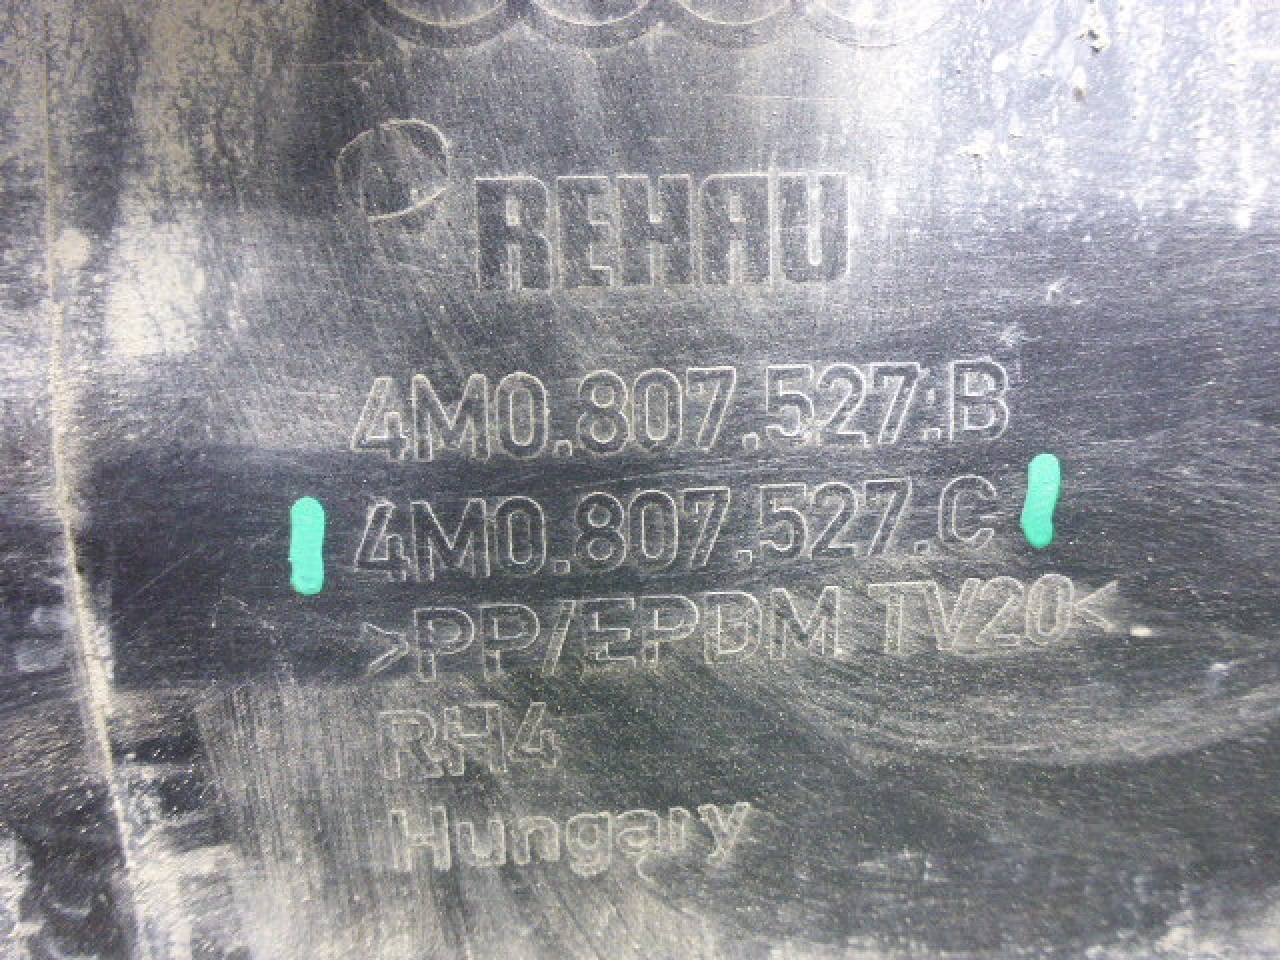 REHAU
4M0.807.527.B
4M0.807.527.C
>PP/EPDM TV20<
RH4
Hungary